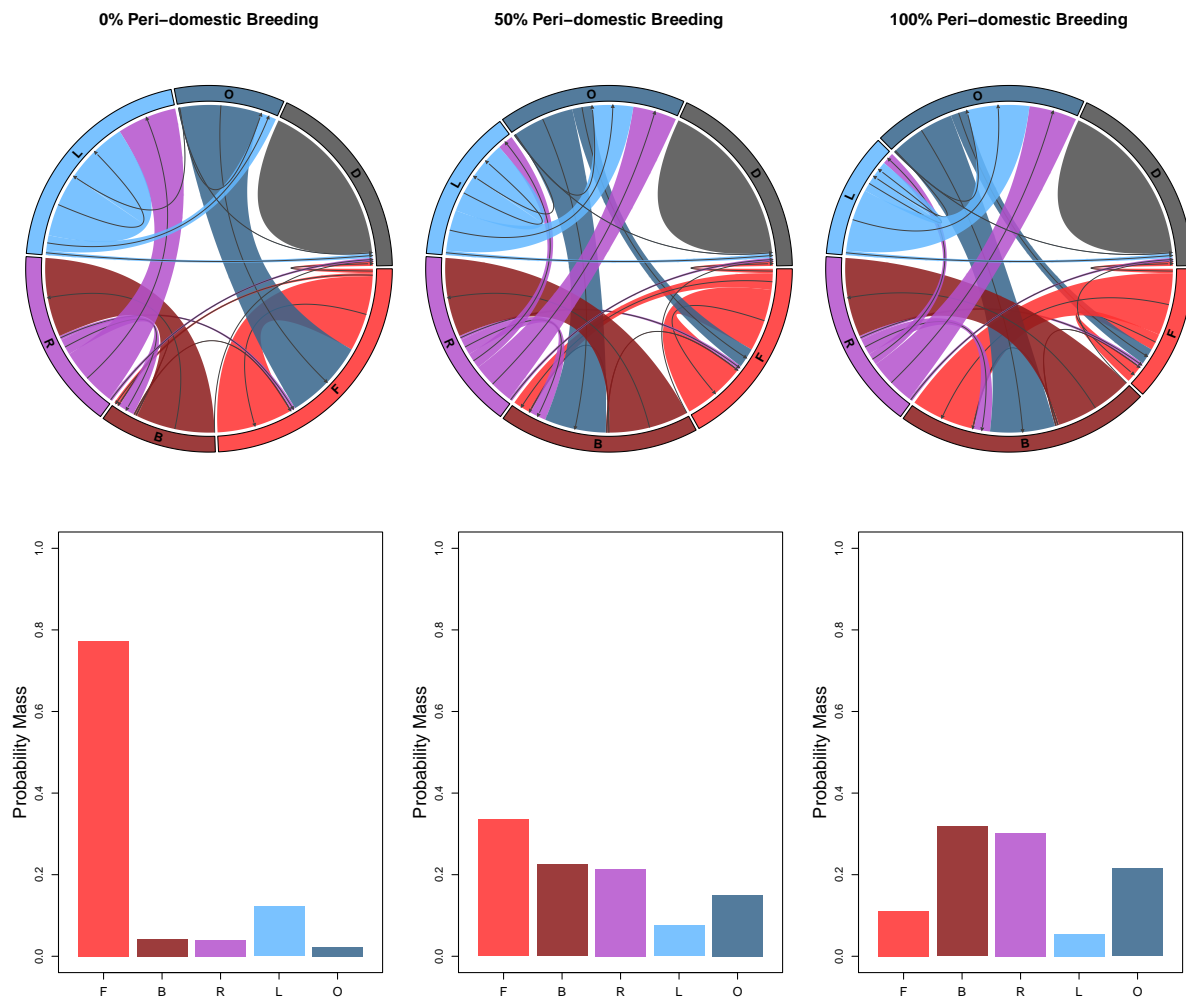 0% Peri−domestic Breeding
50% Peri−domestic Breeding
100% Peri−domestic Breeding
O
D
L
R
F
B
O
D
L
R
F
B
O
D
L
R
F
B
Probability Mass
1.0
0.8
0.6
0.4
0.2
0.0
F B R L O
Probability Mass
1.0
0.8
0.6
0.4
0.2
0.0
F B R L O
Probability Mass
1.0
0.8
0.6
0.4
0.2
0.0
F B R L O